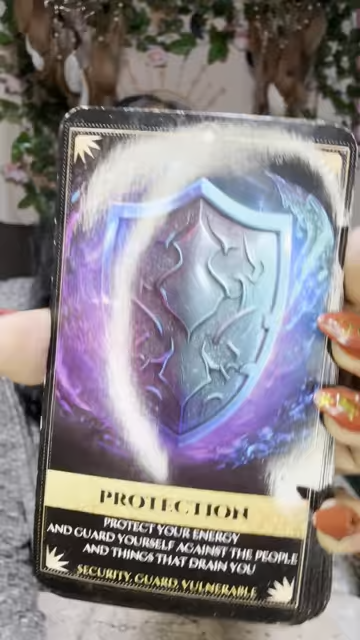 PROTECTION
PROTECT YOUR ENERGY
AND GUARD YOURSELF AGAINST THE PEOPLE
AND THINGS THAT DRAIN YOU
SECURITY, GUARD, VULNERABLE